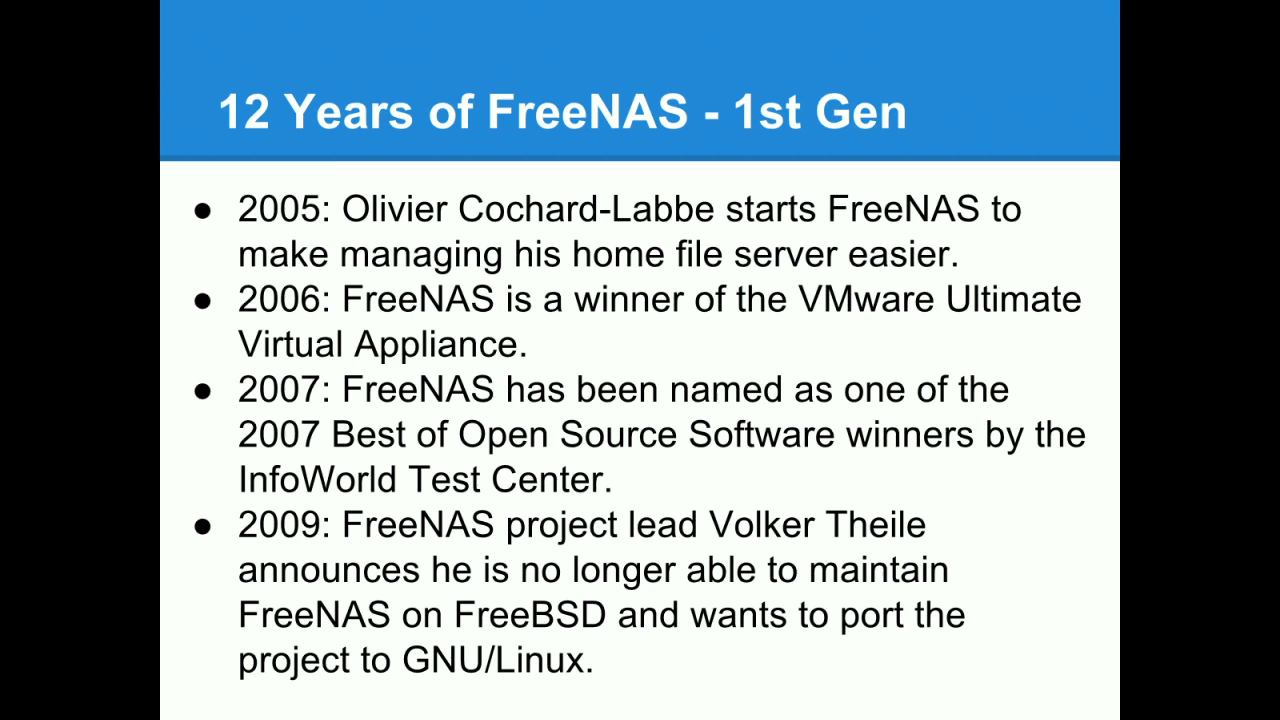 12 Years of FreeNAS - 1st Gen
● 2005: Olivier Cochard-Labbe starts FreeNAS to
make managing his home file server easier.
● 2006: FreeNAS is a winner of the VMware Ultimate
Virtual Appliance.
● 2007: FreeNAS has been named as one of the
2007 Best of Open Source Software winners by the
InfoWorld Test Center.
● 2009: FreeNAS project lead Volker Theile
announces he is no longer able to maintain
FreeNAS on FreeBSD and wants to port the
project to GNU/Linux.